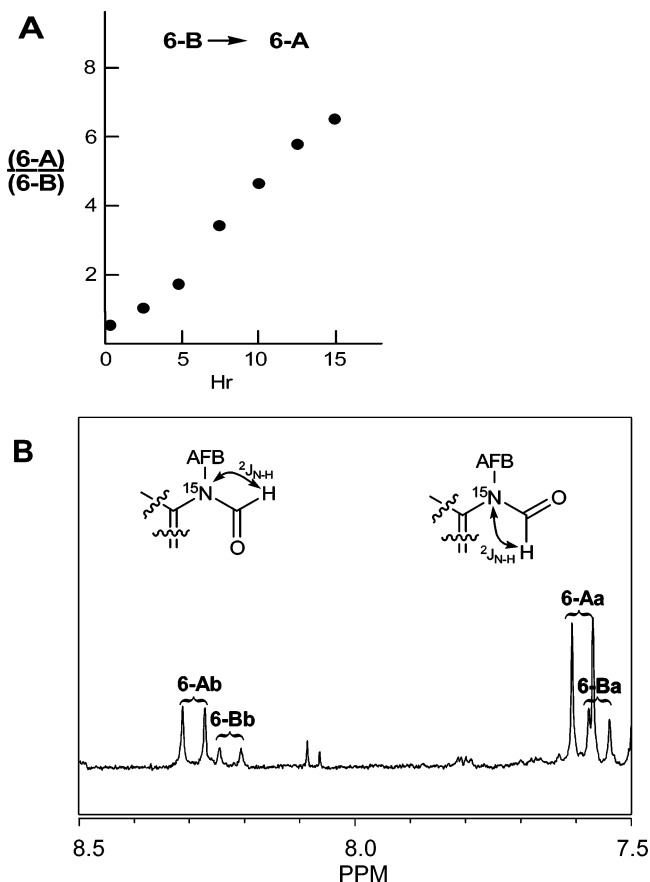 A
6-B → 6-A
8
6
(6-A)
(6-B)
4
2
0 5 10 15
Hr
B
AFB
15N
2JN-H
H
O
AFB
15N
O
2JN-H
H
6-Aa
6-Ab
6-Ba
6-Bb
8.5 8.0 7.5
PPM